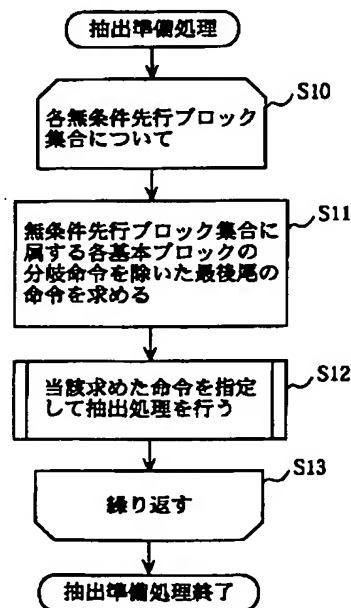 抽出準備処理
S10
各無条件先行ブロック
集合について
S11
無条件先行ブロック集合に
属する各基本ブロックの
分岐命令を除いた最後尾の
命令を求める
S12
当該求めた命令を指定
して抽出処理を行う
S13
繰り返す
抽出準備処理終了